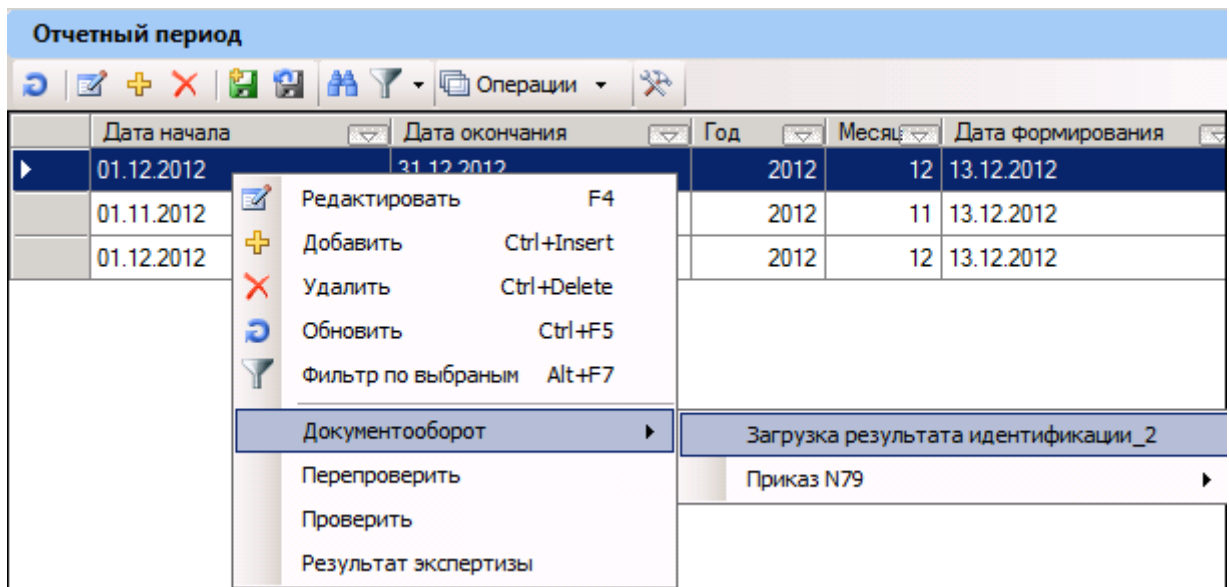 Отчетный период
Операции
Дата начала Дата окончания Год Месяц Дата формирования
01.12.2012 31.12.2012 2012 12 13.12.2012
01.11.2012 2012 11 13.12.2012
01.12.2012 2012 12 13.12.2012
Редактировать F4
Добавить Ctrl+Insert
Удалить Ctrl+Delete
Обновить Ctrl+F5
Фильтр по выбраным Alt+F7
Документооборот Загрузка результата идентификации_2
Перепроверить Приказ N79
Проверить
Результат экспертизы